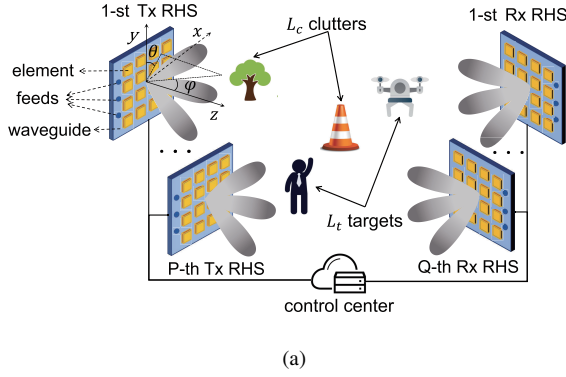 1-st Tx RHS
1-st Rx RHS
y
x
θ
φ
z
element
feeds
waveguide
L_c clutters
L_t targets
. . .
. . . .
P-th Tx RHS
Q-th Rx RHS
control center
(a)